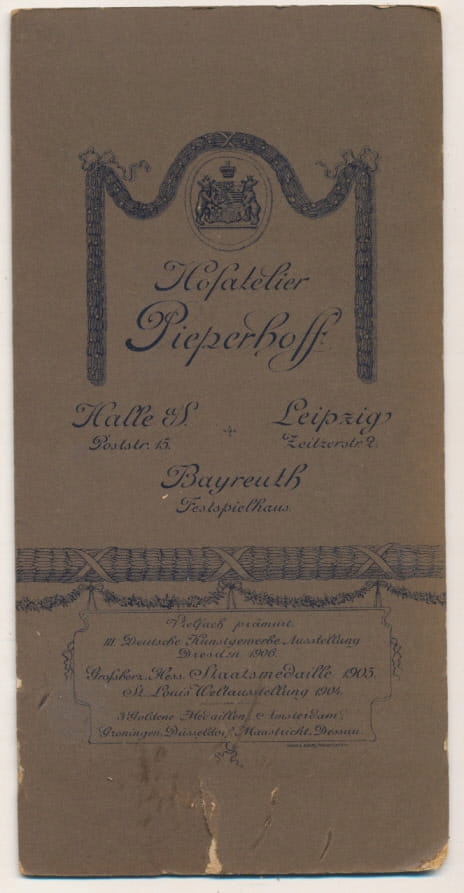 Hofatelier
Pieperhoff.
Halle a/S.
Poststr. 15.
Leipzig
Zeitzerstr. 2.
Bayreuth
Festspielhaus.
Vielfach prämiirt.
III. Deutsche Kunstgewerbe Ausstellung
Dresden 1906.
Großherz. Hess. Staatsmedaille 1905.
St. Louis Weltausstellung 1904.
3 Goldene Medaillen, Amsterdam,
Groningen, Düsseldorf, Maastricht, Dessau.